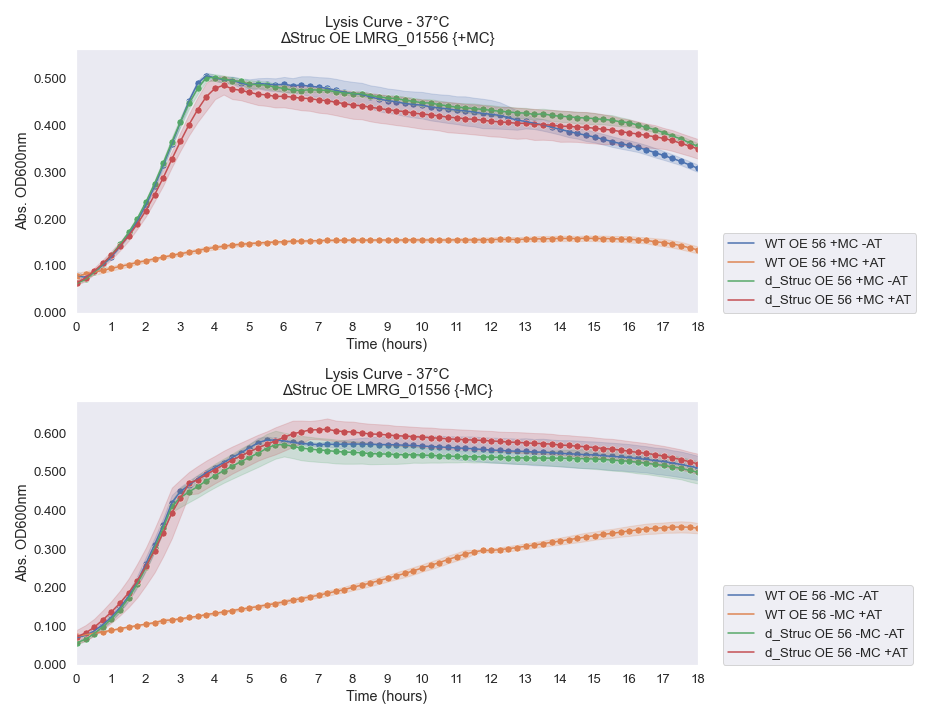 Lysis Curve - 37°C
ΔStruc OE LMRG_01556 {+MC}
Abs. OD600nm
0.500
0.400
0.300
0.200
0.100
0.000
0 1 2 3 4 5 6 7 8 9 10 11 12 13 14 15 16 17 18
Time (hours)
WT OE 56 +MC -AT
WT OE 56 +MC +AT
d_Struc OE 56 +MC -AT
d_Struc OE 56 +MC +AT
Lysis Curve - 37°C
ΔStruc OE LMRG_01556 {-MC}
Abs. OD600nm
0.600
0.500
0.400
0.300
0.200
0.100
0.000
0 1 2 3 4 5 6 7 8 9 10 11 12 13 14 15 16 17 18
Time (hours)
WT OE 56 -MC -AT
WT OE 56 -MC +AT
d_Struc OE 56 -MC -AT
d_Struc OE 56 -MC +AT